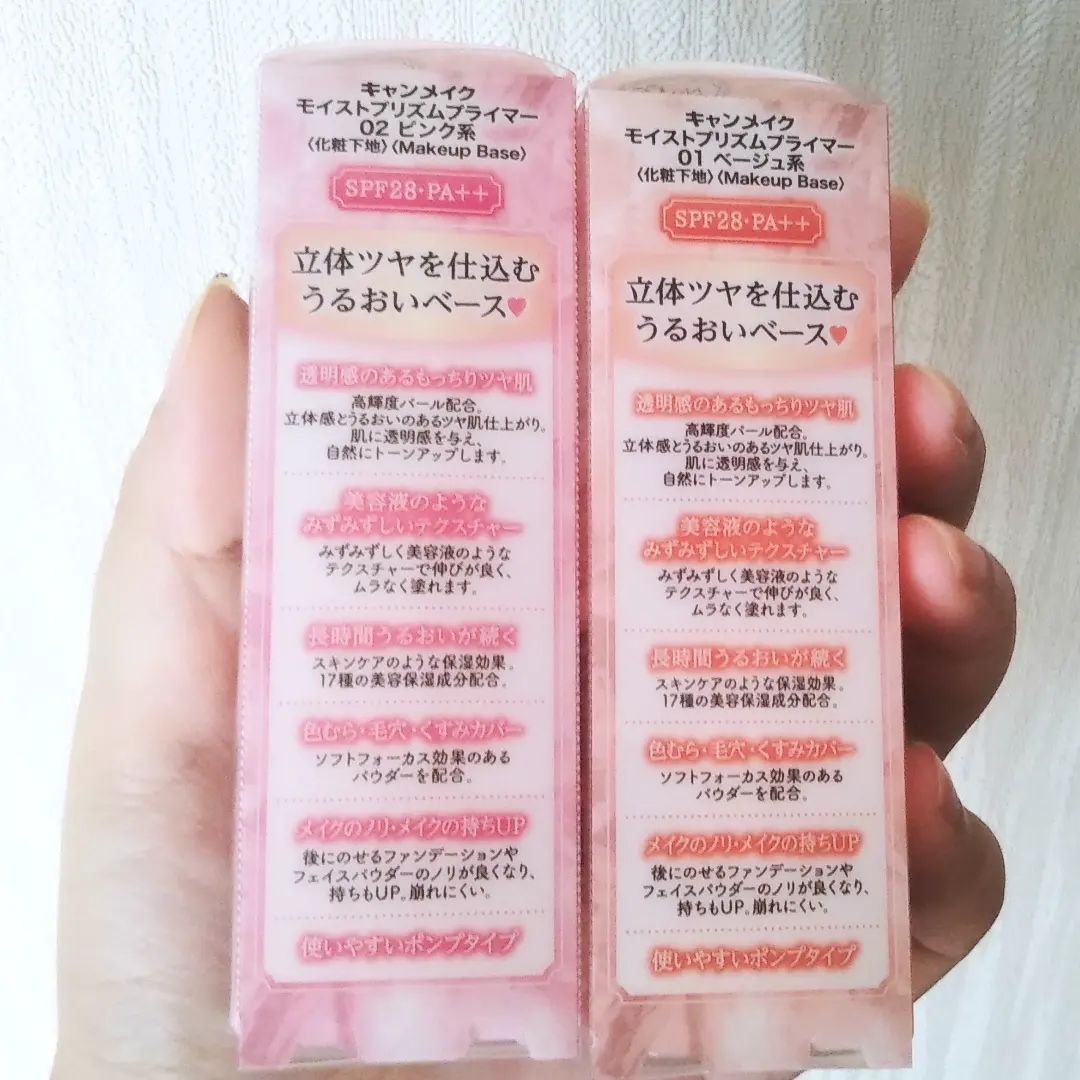 キャンメイク
モイストプリズムプライマー
02 ピンク系
〈化粧下地〉〈Makeup Base〉
SPF28・PA++
立体ツヤを仕込む
うるおいベース♥
透明感のあるもっちりツヤ肌
高輝度パール配合。
立体感とうるおいのあるツヤ肌仕上がり。
肌に透明感を与え、
自然にトーンアップします。
美容液のような
みずみずしいテクスチャー
みずみずしく美容液のような
テクスチャーで伸びが良く、
ムラなく塗れます。
長時間うるおいが続く
スキンケアのような保湿効果。
17種の美容保湿成分配合。
色むら・毛穴・くすみカバー
ソフトフォーカス効果のある
パウダーを配合。
メイクのノリ・メイクの持ちUP
後にのせるファンデーションや
フェイスパウダーのノリが良くなり、
持ちもUP。崩れにくい。
使いやすいポンプタイプ
キャンメイク
モイストプリズムプライマー
01 ベージュ系
〈化粧下地〉〈Makeup Base〉
SPF28・PA++
立体ツヤを仕込む
うるおいベース♥
透明感のあるもっちりツヤ肌
高輝度パール配合。
立体感とうるおいのあるツヤ肌仕上がり。
肌に透明感を与え、
自然にトーンアップします。
美容液のような
みずみずしいテクスチャー
みずみずしく美容液のような
テクスチャーで伸びが良く、
ムラなく塗れます。
長時間うるおいが続く
スキンケアのような保湿効果。
17種の美容保湿成分配合。
色むら・毛穴・くすみカバー
ソフトフォーカス効果のある
パウダーを配合。
メイクのノリ・メイクの持ちUP
後にのせるファンデーションや
フェイスパウダーのノリが良くなり、
持ちもUP。崩れにくい。
使いやすいポンプタイプ